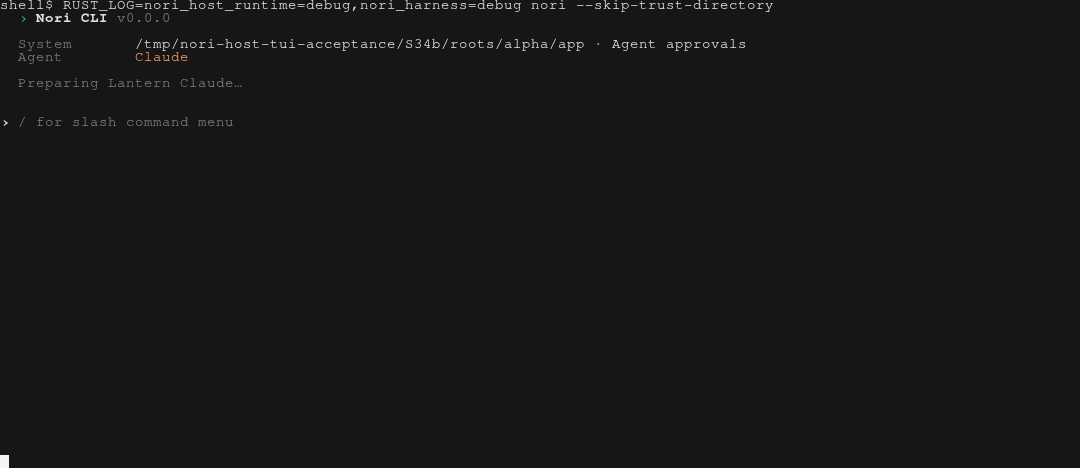 shell$ RUST_LOG=nori_host_runtime=debug,nori_harness=debug nori --skip-trust-directory
› Nori CLI v0.0.0
System /tmp/nori-host-tui-acceptance/S34b/roots/alpha/app · Agent approvals
Agent Claude
Preparing Lantern Claude…
› / for slash command menu